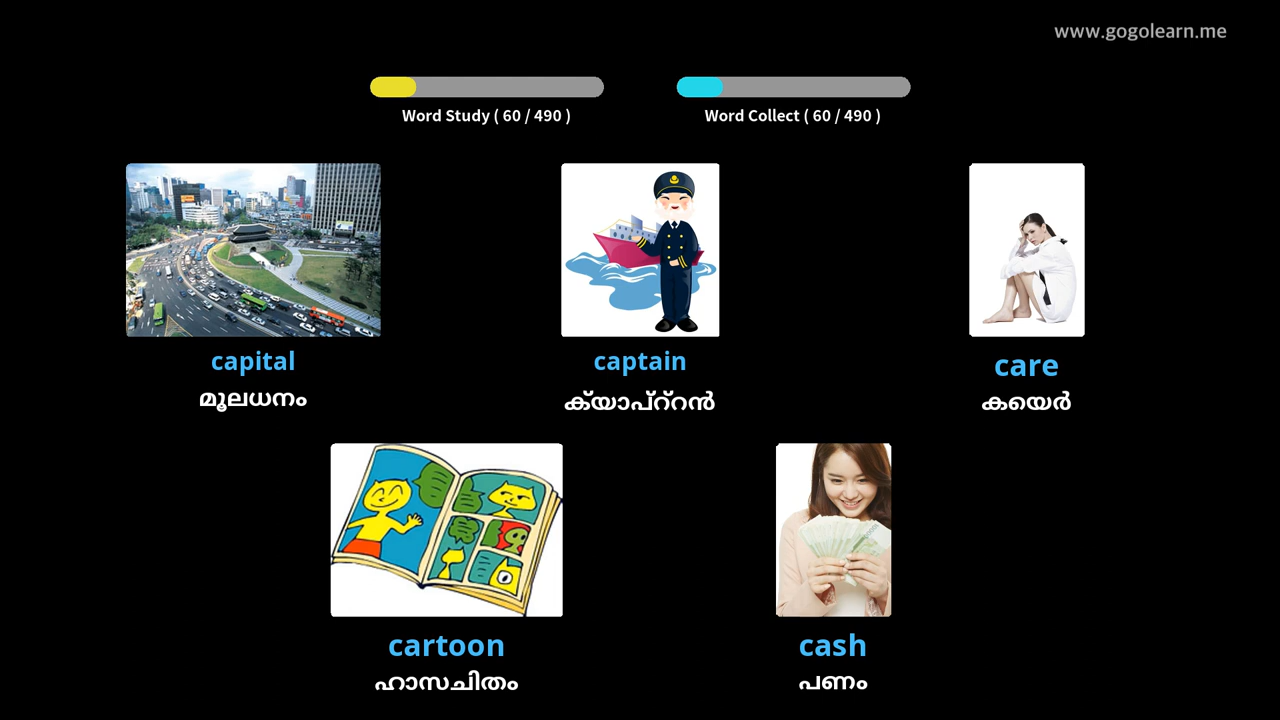 www.gogolearn.me
Word Study ( 60 / 490 )
Word Collect ( 60 / 490 )
capital
മൂലധനം
captain
ക്യാപ്റ്റൻ
care
കയെർ
cartoon
ഹാസചിതം
cash
പണം